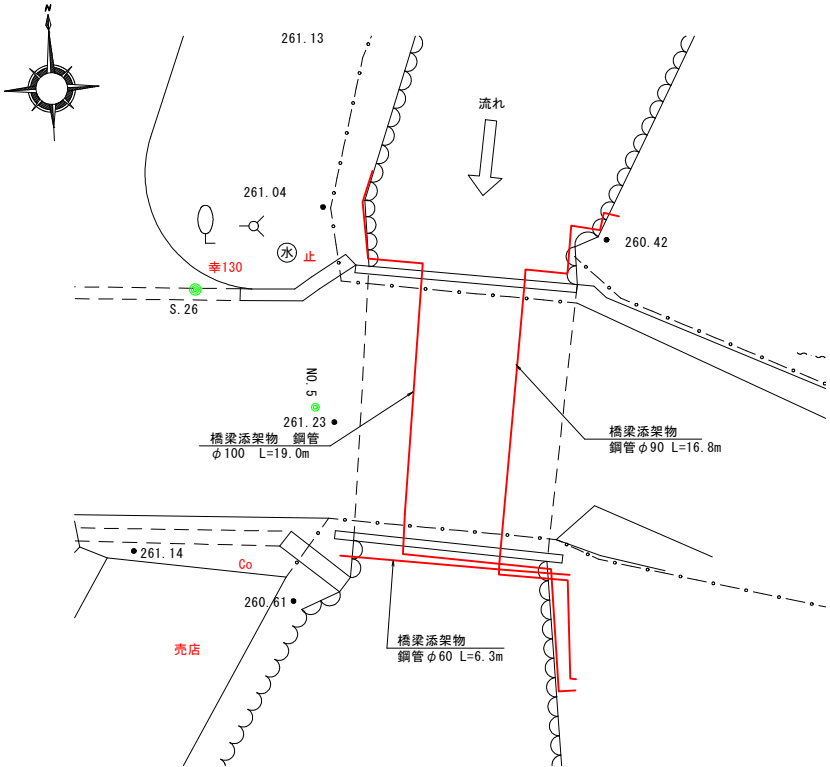 N
261.13
流れ
261.04
260.42
水
止
幸130
S.26
NO.5
261.23
橋梁添架物　鋼管
φ100　L=19.0m
橋梁添架物
鋼管φ90 L=16.8m
261.14
Co
260.61
売店
橋梁添架物
鋼管φ60 L=6.3m